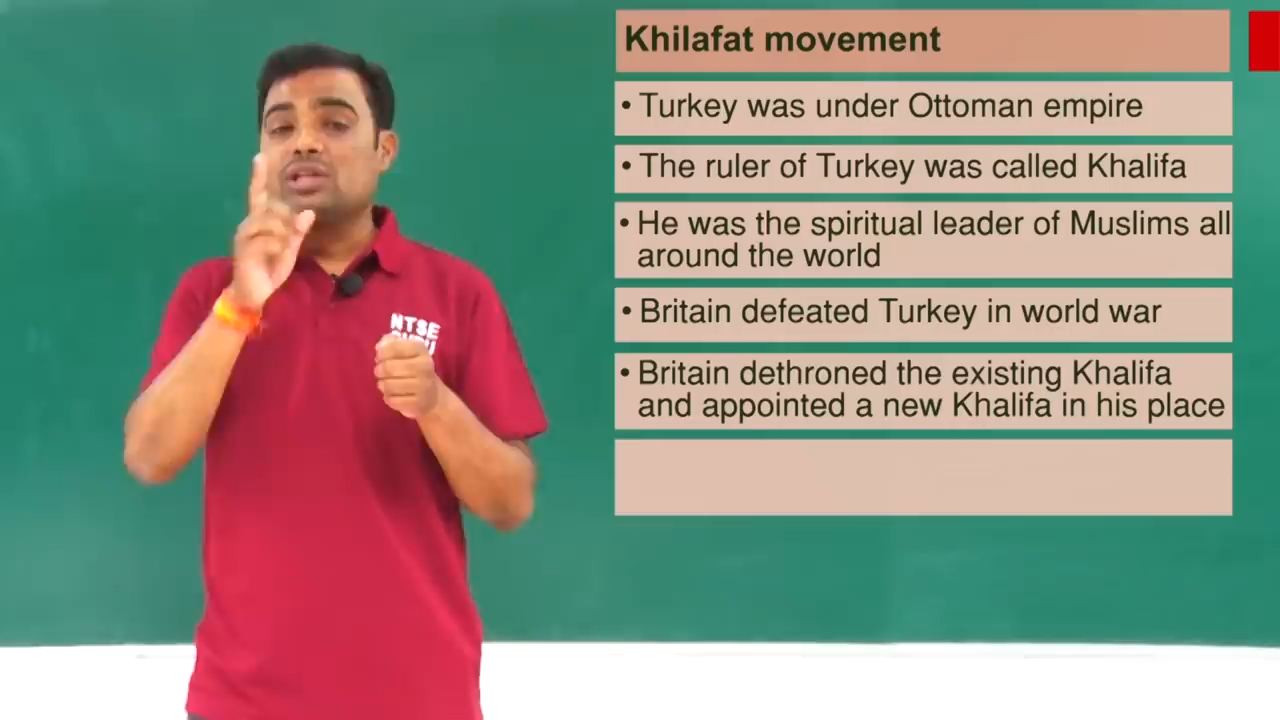 Khilafat movement
• Turkey was under Ottoman empire
• The ruler of Turkey was called Khalifa
• He was the spiritual leader of Muslims all
around the world
• Britain defeated Turkey in world war
• Britain dethroned the existing Khalifa
and appointed a new Khalifa in his place
NTSE